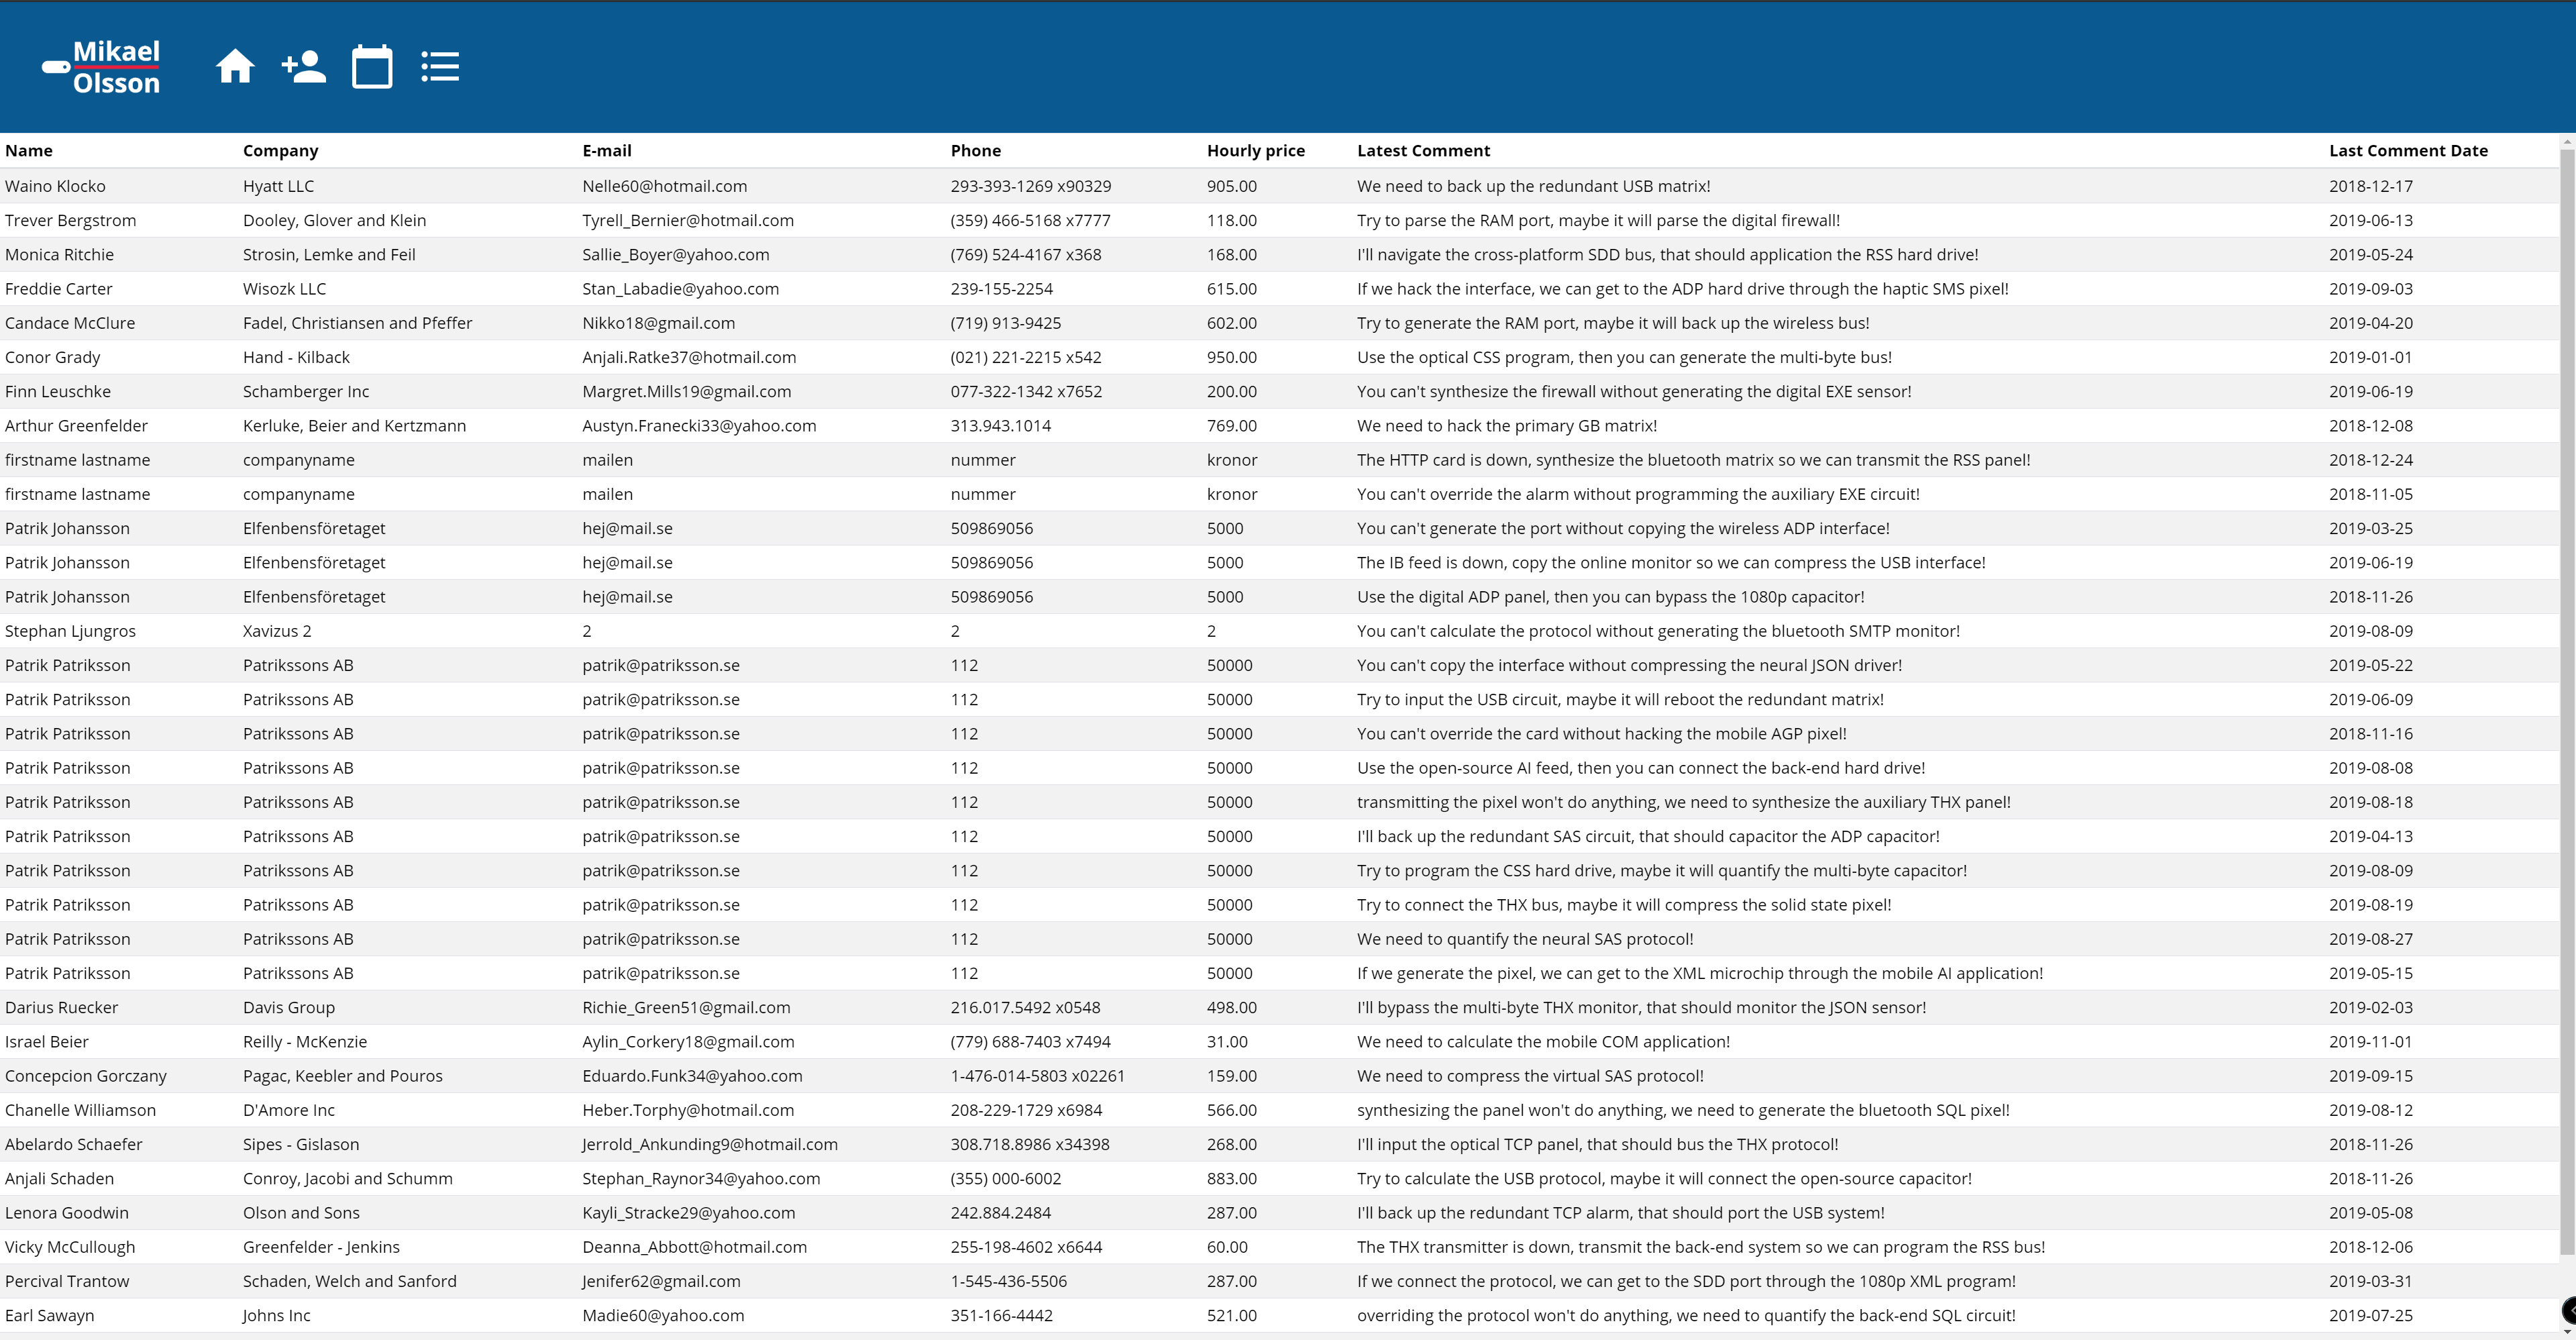 Mikael
Olsson
Name Company E-mail Phone Hourly price Latest Comment Last Comment Date
Waino Klocko Hyatt LLC Nelle60@hotmail.com 293-393-1269 x90329 905.00 We need to back up the redundant USB matrix! 2018-12-17
Trever Bergstrom Dooley, Glover and Klein Tyrell_Bernier@hotmail.com (359) 466-5168 x7777 118.00 Try to parse the RAM port, maybe it will parse the digital firewall! 2019-06-13
Monica Ritchie Strosin, Lemke and Feil Sallie_Boyer@yahoo.com (769) 524-4167 x368 168.00 I'll navigate the cross-platform SDD bus, that should application the RSS hard drive! 2019-05-24
Freddie Carter Wisozk LLC Stan_Labadie@yahoo.com 239-155-2254 615.00 If we hack the interface, we can get to the ADP hard drive through the haptic SMS pixel! 2019-09-03
Candace McClure Fadel, Christiansen and Pfeffer Nikko18@gmail.com (719) 913-9425 602.00 Try to generate the RAM port, maybe it will back up the wireless bus! 2019-04-20
Conor Grady Hand - Kilback Anjali.Ratke37@hotmail.com (021) 221-2215 x542 950.00 Use the optical CSS program, then you can generate the multi-byte bus! 2019-01-01
Finn Leuschke Schamberger Inc Margret.Mills19@gmail.com 077-322-1342 x7652 200.00 You can't synthesize the firewall without generating the digital EXE sensor! 2019-06-19
Arthur Greenfelder Kerluke, Beier and Kertzmann Austyn.Franecki33@yahoo.com 313.943.1014 769.00 We need to hack the primary GB matrix! 2018-12-08
firstname lastname companyname mailen nummer kronor The HTTP card is down, synthesize the bluetooth matrix so we can transmit the RSS panel! 2018-12-24
firstname lastname companyname mailen nummer kronor You can't override the alarm without programming the auxiliary EXE circuit! 2018-11-05
Patrik Johansson Elfenbensföretaget hej@mail.se 509869056 5000 You can't generate the port without copying the wireless ADP interface! 2019-03-25
Patrik Johansson Elfenbensföretaget hej@mail.se 509869056 5000 The IB feed is down, copy the online monitor so we can compress the USB interface! 2019-06-19
Patrik Johansson Elfenbensföretaget hej@mail.se 509869056 5000 Use the digital ADP panel, then you can bypass the 1080p capacitor! 2018-11-26
Stephan Ljungros Xavizus 2 2 2 2 You can't calculate the protocol without generating the bluetooth SMTP monitor! 2019-08-09
Patrik Patriksson Patrikssons AB patrik@patriksson.se 112 50000 You can't copy the interface without compressing the neural JSON driver! 2019-05-22
Patrik Patriksson Patrikssons AB patrik@patriksson.se 112 50000 Try to input the USB circuit, maybe it will reboot the redundant matrix! 2019-06-09
Patrik Patriksson Patrikssons AB patrik@patriksson.se 112 50000 You can't override the card without hacking the mobile AGP pixel! 2018-11-16
Patrik Patriksson Patrikssons AB patrik@patriksson.se 112 50000 Use the open-source AI feed, then you can connect the back-end hard drive! 2019-08-08
Patrik Patriksson Patrikssons AB patrik@patriksson.se 112 50000 transmitting the pixel won't do anything, we need to synthesize the auxiliary THX panel! 2019-08-18
Patrik Patriksson Patrikssons AB patrik@patriksson.se 112 50000 I'll back up the redundant SAS circuit, that should capacitor the ADP capacitor! 2019-04-13
Patrik Patriksson Patrikssons AB patrik@patriksson.se 112 50000 Try to program the CSS hard drive, maybe it will quantify the multi-byte capacitor! 2019-08-09
Patrik Patriksson Patrikssons AB patrik@patriksson.se 112 50000 Try to connect the THX bus, maybe it will compress the solid state pixel! 2019-08-19
Patrik Patriksson Patrikssons AB patrik@patriksson.se 112 50000 We need to quantify the neural SAS protocol! 2019-08-27
Patrik Patriksson Patrikssons AB patrik@patriksson.se 112 50000 If we generate the pixel, we can get to the XML microchip through the mobile AI application! 2019-05-15
Darius Ruecker Davis Group Richie_Green51@gmail.com 216.017.5492 x0548 498.00 I'll bypass the multi-byte THX monitor, that should monitor the JSON sensor! 2019-02-03
Israel Beier Reilly - McKenzie Aylin_Corkery18@gmail.com (779) 688-7403 x7494 31.00 We need to calculate the mobile COM application! 2019-11-01
Concepcion Gorczany Pagac, Keebler and Pouros Eduardo.Funk34@yahoo.com 1-476-014-5803 x02261 159.00 We need to compress the virtual SAS protocol! 2019-09-15
Chanelle Williamson D'Amore Inc Heber.Torphy@hotmail.com 208-229-1729 x6984 566.00 synthesizing the panel won't do anything, we need to generate the bluetooth SQL pixel! 2019-08-12
Abelardo Schaefer Sipes - Gislason Jerrold_Ankunding9@hotmail.com 308.718.8986 x34398 268.00 I'll input the optical TCP panel, that should bus the THX protocol! 2018-11-26
Anjali Schaden Conroy, Jacobi and Schumm Stephan_Raynor34@yahoo.com (355) 000-6002 883.00 Try to calculate the USB protocol, maybe it will connect the open-source capacitor! 2018-11-26
Lenora Goodwin Olson and Sons Kayli_Stracke29@yahoo.com 242.884.2484 287.00 I'll back up the redundant TCP alarm, that should port the USB system! 2019-05-08
Vicky McCullough Greenfelder - Jenkins Deanna_Abbott@hotmail.com 255-198-4602 x6644 60.00 The THX transmitter is down, transmit the back-end system so we can program the RSS bus! 2018-12-06
Percival Trantow Schaden, Welch and Sanford Jenifer62@gmail.com 1-545-436-5506 287.00 If we connect the protocol, we can get to the SDD port through the 1080p XML program! 2019-03-31
Earl Sawayn Johns Inc Madie60@yahoo.com 351-166-4442 521.00 overriding the protocol won't do anything, we need to quantify the back-end SQL circuit! 2019-07-25